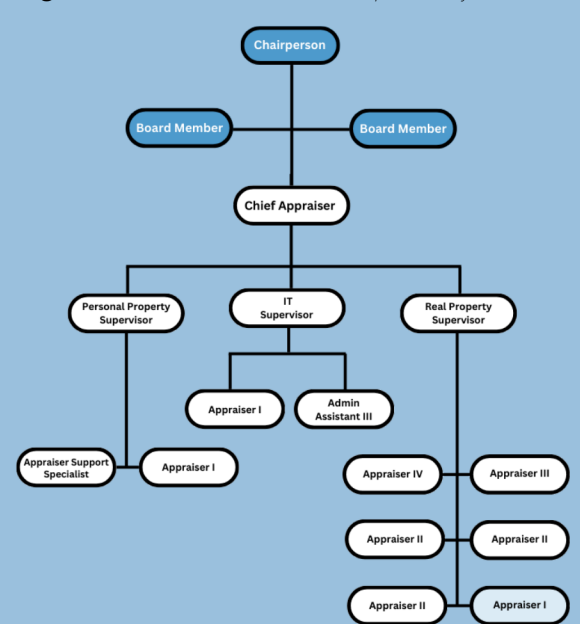 Chairperson
Board Member
Board Member
Chief Appraiser
Personal Property
Supervisor
IT
Supervisor
Real Property
Supervisor
Appraiser I
Admin
Assistant III
Appraiser Support
Specialist
Appraiser I
Appraiser IV
Appraiser III
Appraiser II
Appraiser II
Appraiser II
Appraiser I